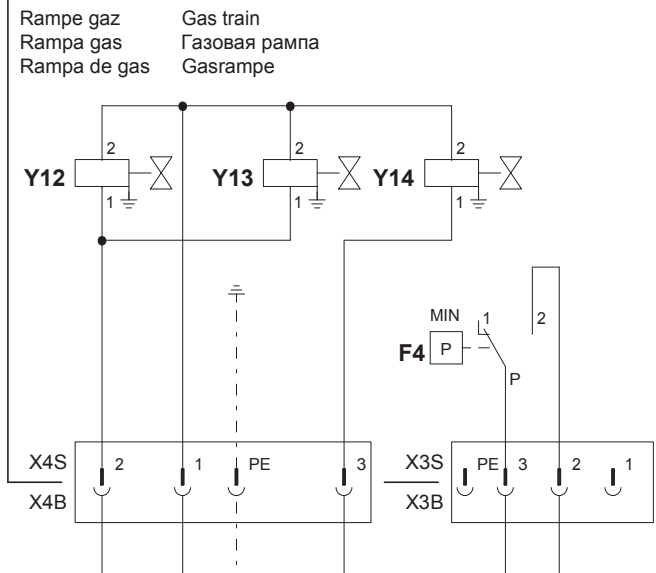 Rampe gaz Gas train
Rampa gas Газовая рампа
Rampa de gas Gasrampe
2 2 2
Y12 Y13 Y14
1 1 1
MIN 1 2
F4 P
P
X4S 2 1 PE 3 X3S PE 3 2 1
X4B X3B